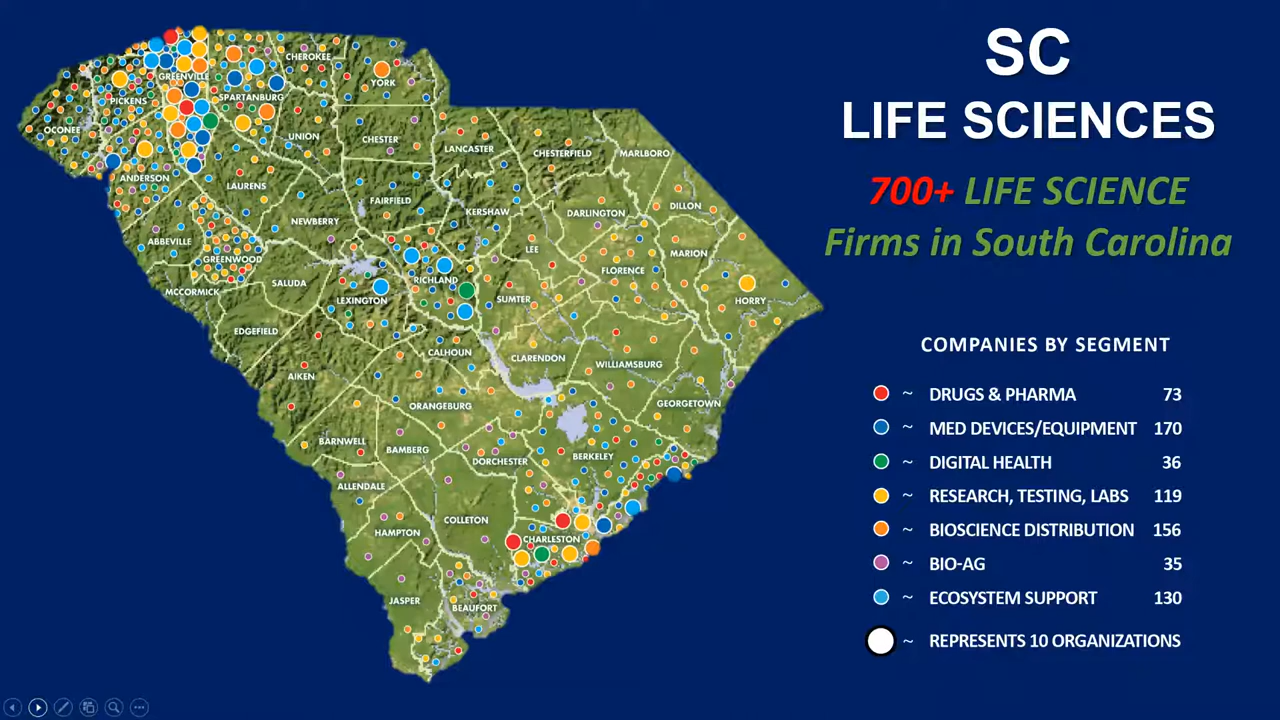 SC
LIFE SCIENCES
700+ LIFE SCIENCE
Firms in South Carolina
COMPANIES BY SEGMENT
~ DRUGS & PHARMA 73
~ MED DEVICES/EQUIPMENT 170
~ DIGITAL HEALTH 36
~ RESEARCH, TESTING, LABS 119
~ BIOSCIENCE DISTRIBUTION 156
~ BIO-AG 35
~ ECOSYSTEM SUPPORT 130
~ REPRESENTS 10 ORGANIZATIONS
CHEROKEE
GREENVILLE
YORK
PICKENS
SPARTANBURG
OCONEE
UNION
CHESTER
LANCASTER
CHESTERFIELD
MARLBORO
ANDERSON
LAURENS
FAIRFIELD
KERSHAW
DARLINGTON
DILLON
NEWBERRY
ABBEVILLE
LEE
MARION
GREENWOOD
FLORENCE
RICHLAND
SALUDA
MCCORMICK
LEXINGTON
SUMTER
HORRY
EDGEFIELD
CALHOUN
CLARENDON
WILLIAMSBURG
AIKEN
ORANGEBURG
GEORGETOWN
BARNWELL
BAMBERG
DORCHESTER
BERKELEY
ALLENDALE
COLLETON
HAMPTON
CHARLESTON
JASPER
BEAUFORT